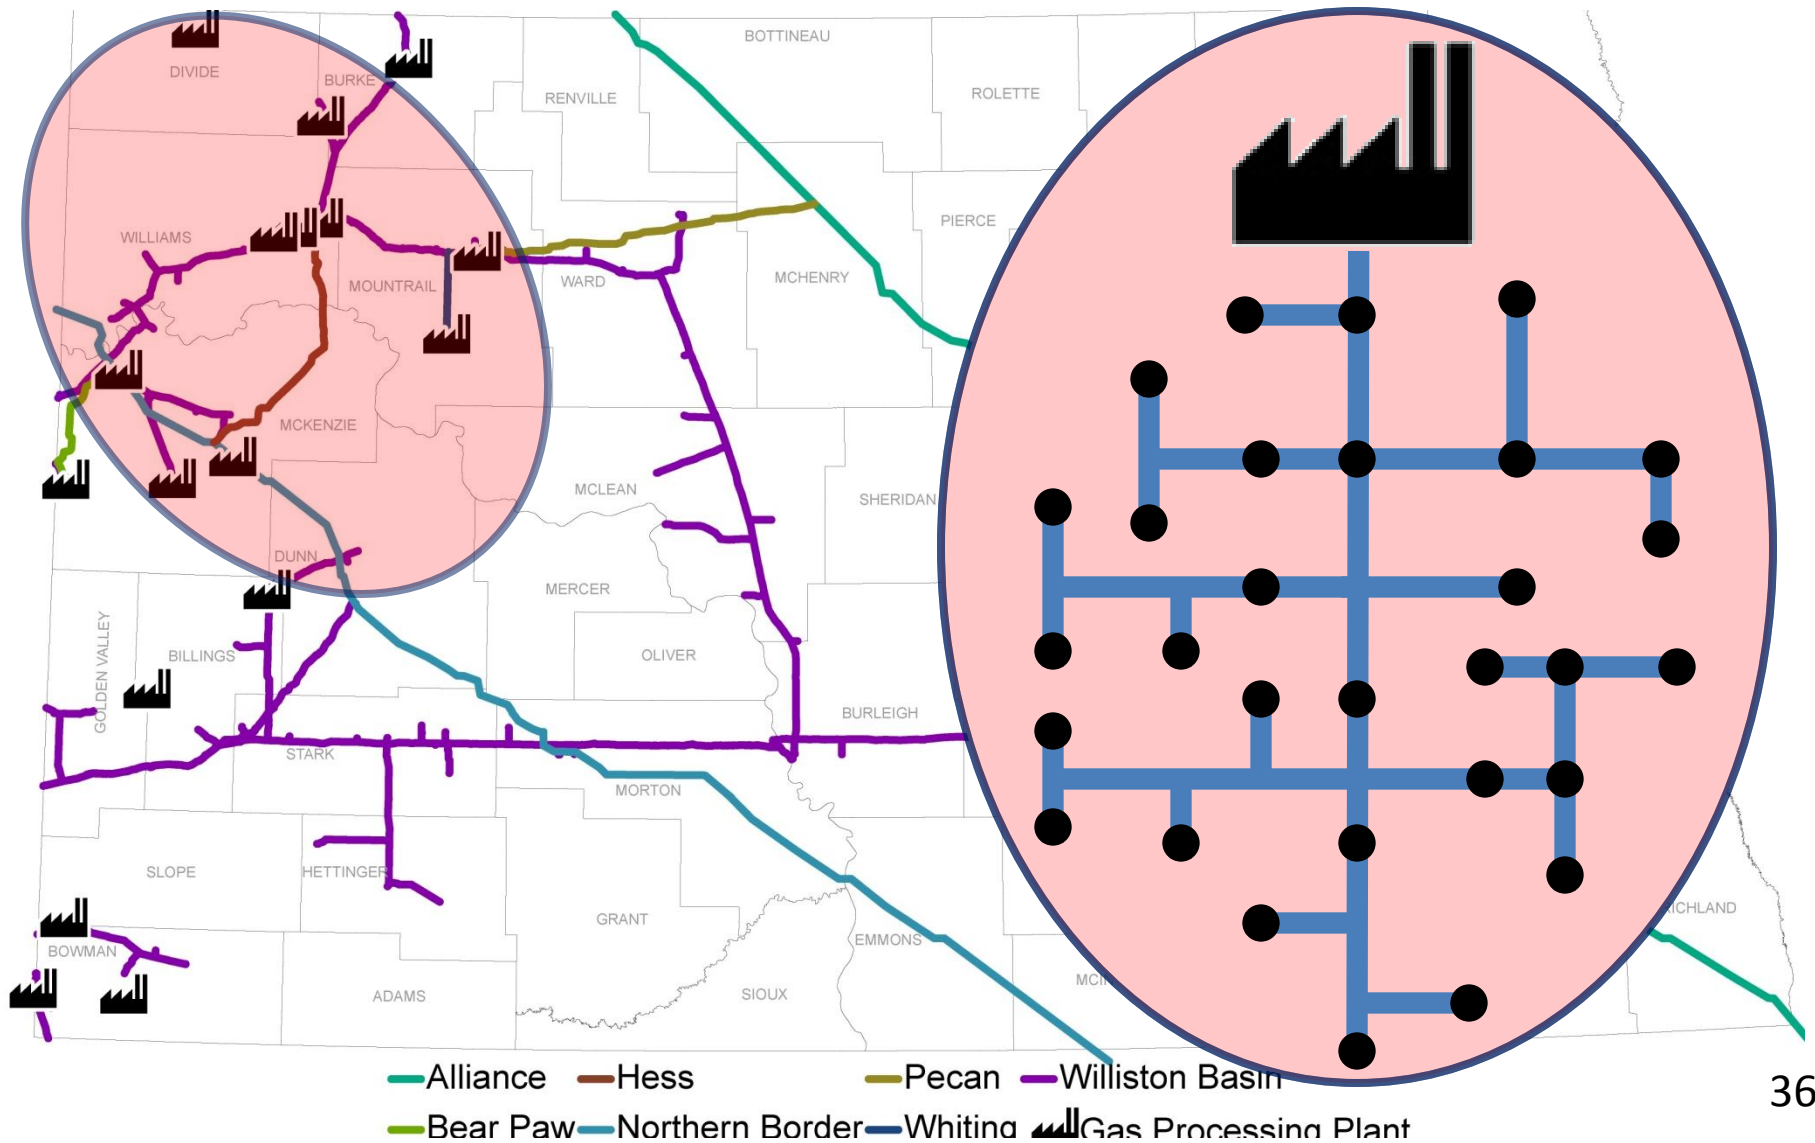 BOTTINEAU
DIVIDE
BURKE
RENVILLE
ROLETTE
PIERCE
WILLIAMS
MOUNTRAIL
WARD
MCHENRY
MCKENZIE
MCLEAN
SHERIDAN
DUNN
MERCER
GOLDEN VALLEY
BILLINGS
OLIVER
BURLEIGH
STARK
MORTON
SLOPE
HETTINGER
GRANT
RICHLAND
EMMONS
BOWMAN
ADAMS
SIOUX
MCIN
Alliance Hess Pecan Williston Basin
Bear Paw Northern Border Whiting Gas Processing Plant
36